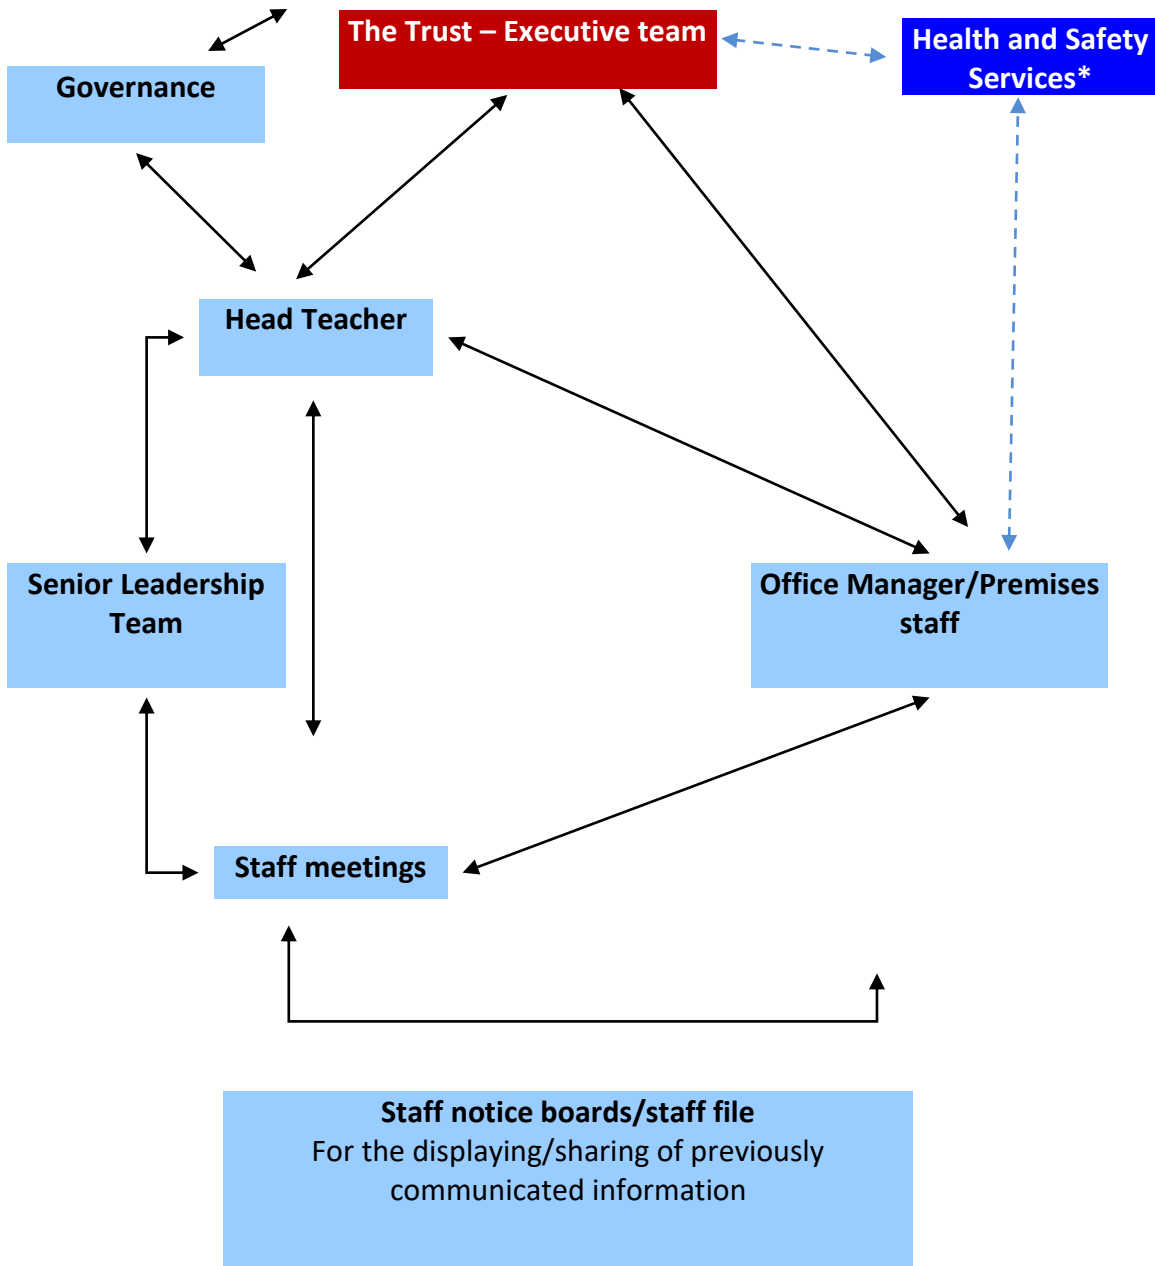 The Trust – Executive team
Health and Safety
Services*
Governance
Head Teacher
Senior Leadership
Team
Office Manager/Premises
staff
Staff meetings
Staff notice boards/staff file
For the displaying/sharing of previously
communicated information